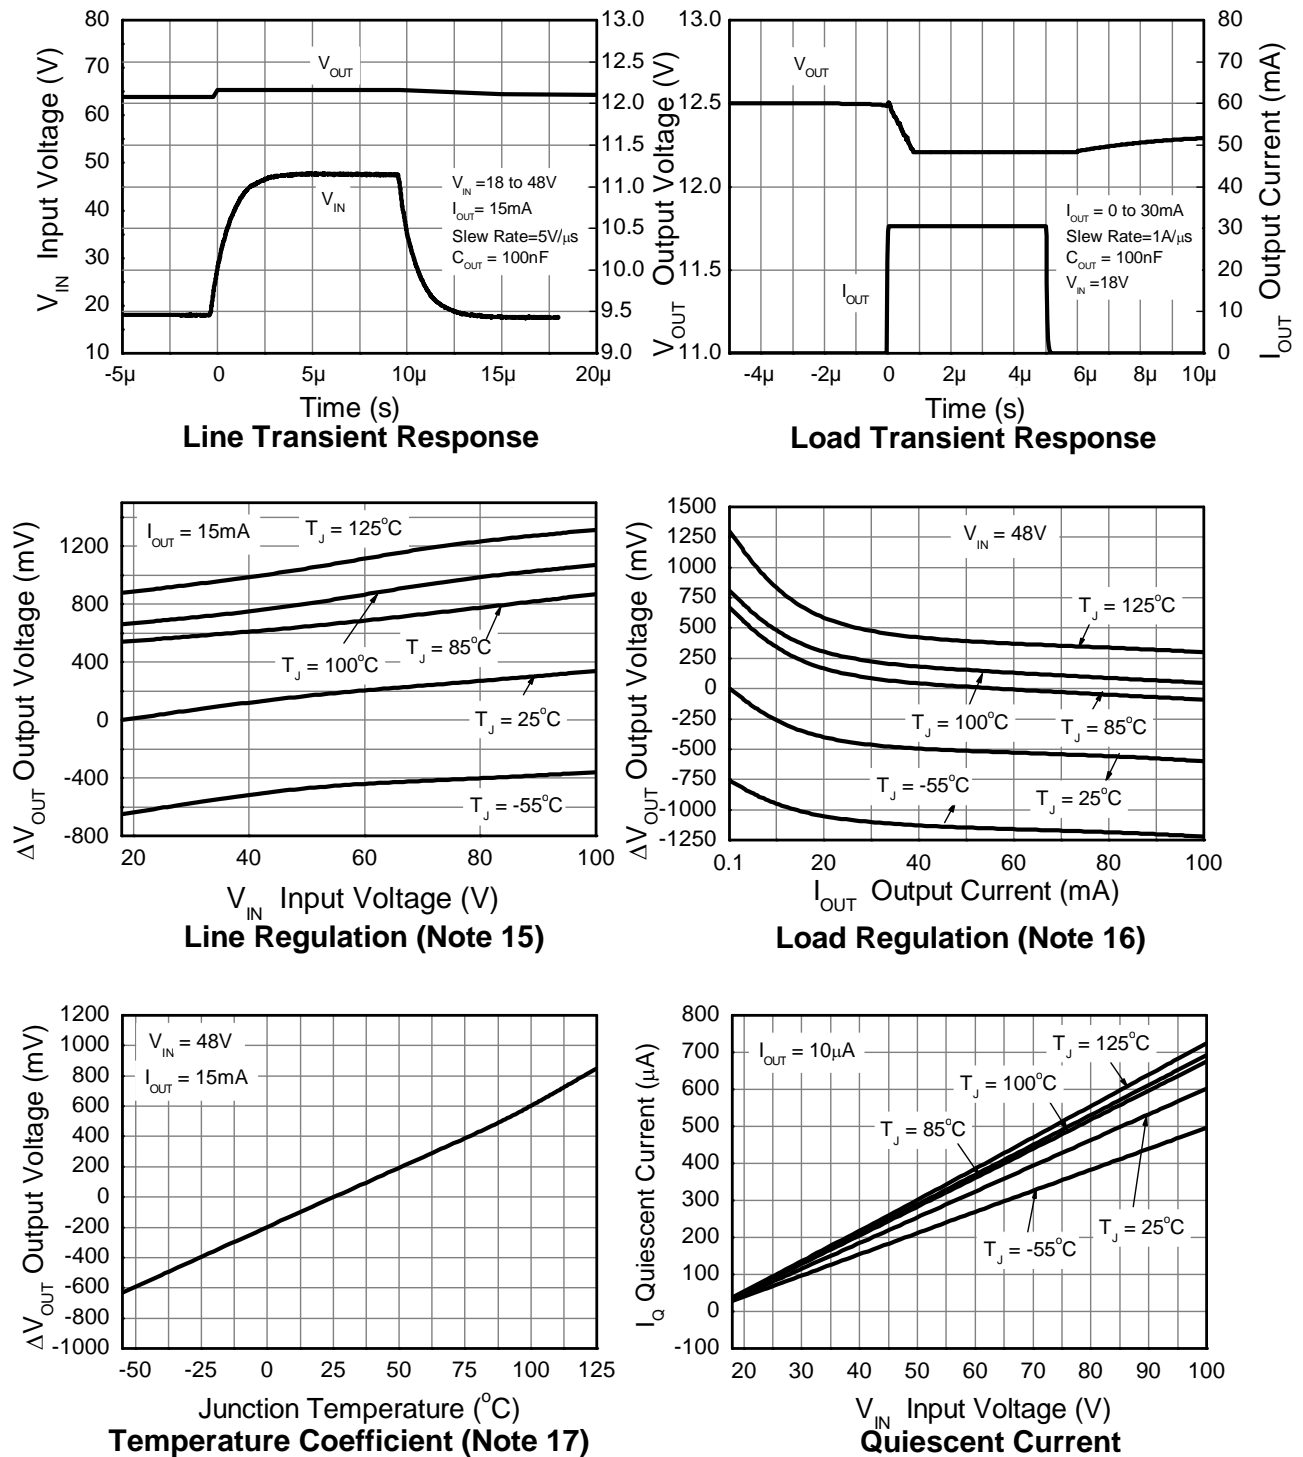 V_IN Input Voltage (V)
80
70
60
50
40
30
20
10
13.0
12.5
12.0
11.5
11.0
10.5
10.0
9.5
9.0
V_OUT Output Voltage (V)
V_OUT
V_IN
V_IN =18 to 48V
I_OUT= 15mA
Slew Rate=5V/μs
C_OUT = 100nF
-5μ 0 5μ 10μ 15μ 20μ
Time (s)
Line Transient Response
13.0
12.5
12.0
11.5
11.0
80
70
60
50
40
30
20
10
0
I_OUT Output Current (mA)
V_OUT
I_OUT
I_OUT = 0 to 30mA
Slew Rate=1A/μs
C_OUT = 100nF
V_IN=18V
-4μ -2μ 0 2μ 4μ 6μ 8μ 10μ
Time (s)
Load Transient Response
ΔV_OUT Output Voltage (mV)
1200
800
400
0
-400
-800
I_OUT = 15mA
T_J = 125°C
T_J = 100°C
T_J = 85°C
T_J = 25°C
T_J = -55°C
20 40 60 80 100
V_IN Input Voltage (V)
Line Regulation (Note 15)
ΔV_OUT Output Voltage (mV)
1500
1250
1000
750
500
250
0
-250
-500
-750
-1000
-1250
V_IN = 48V
T_J = 125°C
T_J = 100°C
T_J = 85°C
T_J = -55°C
T_J = 25°C
0.1 20 40 60 80 100
I_OUT Output Current (mA)
Load Regulation (Note 16)
ΔV_OUT Output Voltage (mV)
1200
1000
800
600
400
200
0
-200
-400
-600
-800
-1000
V_IN = 48V
I_OUT = 15mA
-50 -25 0 25 50 75 100 125
Junction Temperature (°C)
Temperature Coefficient (Note 17)
I_Q Quiescent Current (μA)
800
700
600
500
400
300
200
100
0
-100
I_OUT = 10μA
T_J = 125°C
T_J = 100°C
T_J = 85°C
T_J = 25°C
T_J = -55°C
20 30 40 50 60 70 80 90 100
V_IN Input Voltage (V)
Quiescent Current